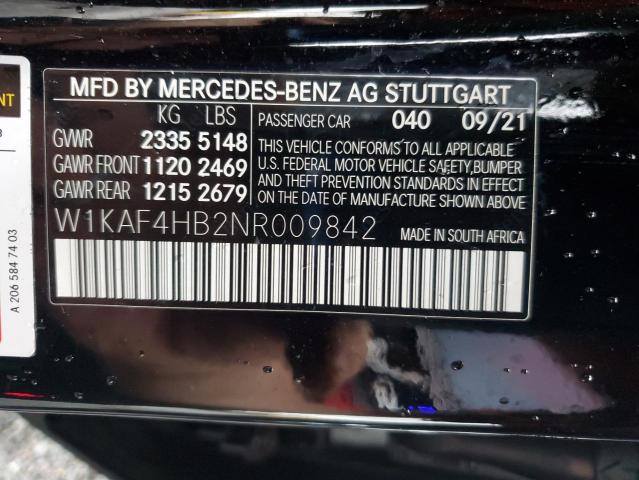 MFD BY MERCEDES-BENZ AG STUTTGART
KG LBS
GVWR 2335 5148
GAWR FRONT 1120 2469
GAWR REAR 1215 2679
PASSENGER CAR 040 09/21
THIS VEHICLE CONFORMS TO ALL APPLICABLE
U.S. FEDERAL MOTOR VEHICLE SAFETY, BUMPER
AND THEFT PREVENTION STANDARDS IN EFFECT
ON THE DATE OF MANUFACTURE SHOWN ABOVE.
W1KAF4HB2NR009842 MADE IN SOUTH AFRICA
A 206 584 74 03